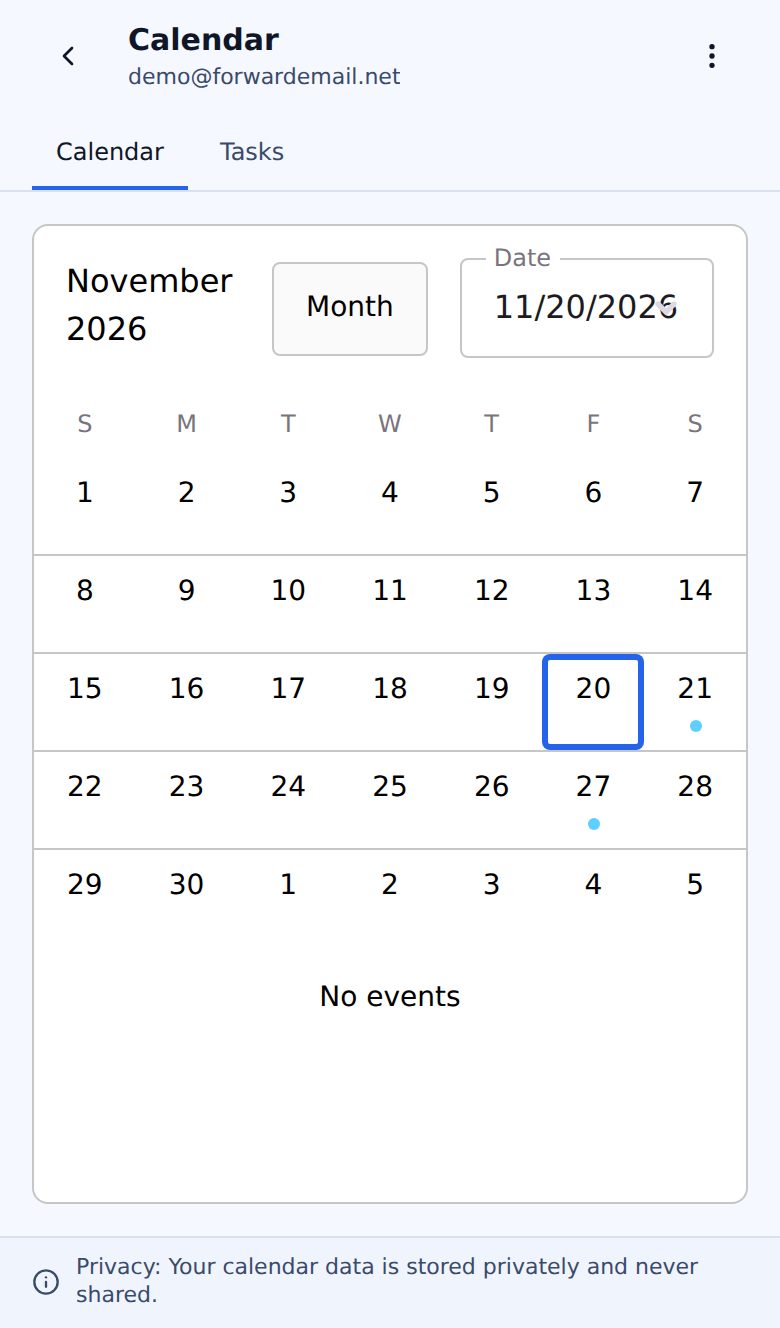 Calendar
demo@forwardemail.net
Calendar Tasks
November
2026
Month
Date
11/20/2026
S M T W T F S
1 2 3 4 5 6 7
8 9 10 11 12 13 14
15 16 17 18 19 20 21
22 23 24 25 26 27 28
29 30 1 2 3 4 5
No events
Privacy: Your calendar data is stored privately and never
shared.